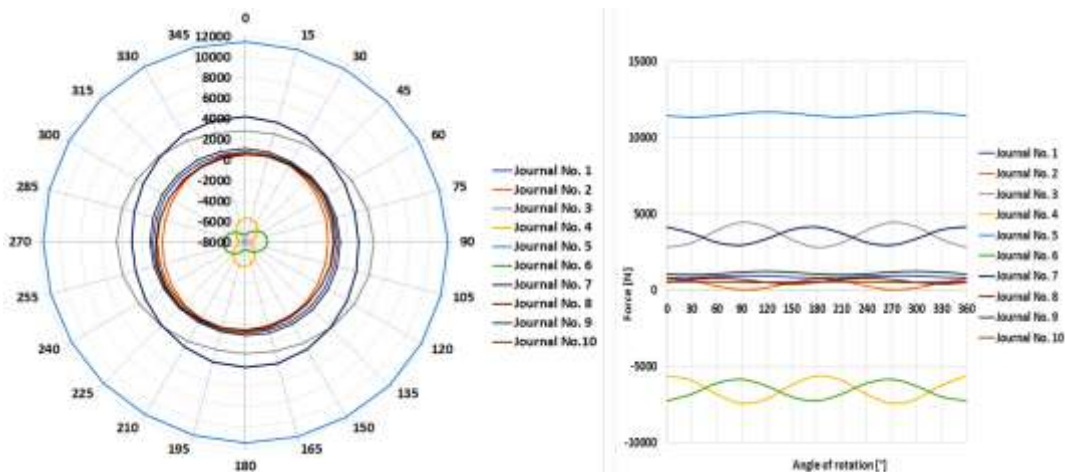 0
15
30
45
60
75
90
105
120
135
150
165
180
195
210
225
240
255
270
285
300
315
330
345
12000
10000
8000
6000
4000
2000
0
-2000
-4000
-6000
-8000
Journal No. 1
Journal No. 2
Journal No. 3
Journal No. 4
Journal No. 5
Journal No. 6
Journal No. 7
Journal No. 8
Journal No. 9
Journal No.10
15000
10000
5000
0
-5000
-10000
Force [N]
0 30 60 90 120 150 180 210 240 270 300 330 360
Angle of rotation [°]
Journal No. 1
Journal No. 2
Journal No. 3
Journal No. 4
Journal No. 5
Journal No. 6
Journal No. 7
Journal No. 8
Journal No. 9
Journal No. 10